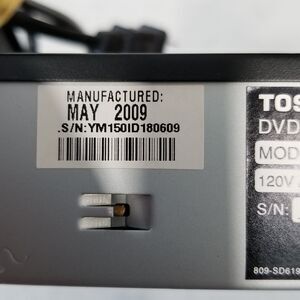 MANUFACTURED:
MAY 2009
.S/N:YM150ID180609
TOS
DVD
MOD
120V
S/N:
809-SD619